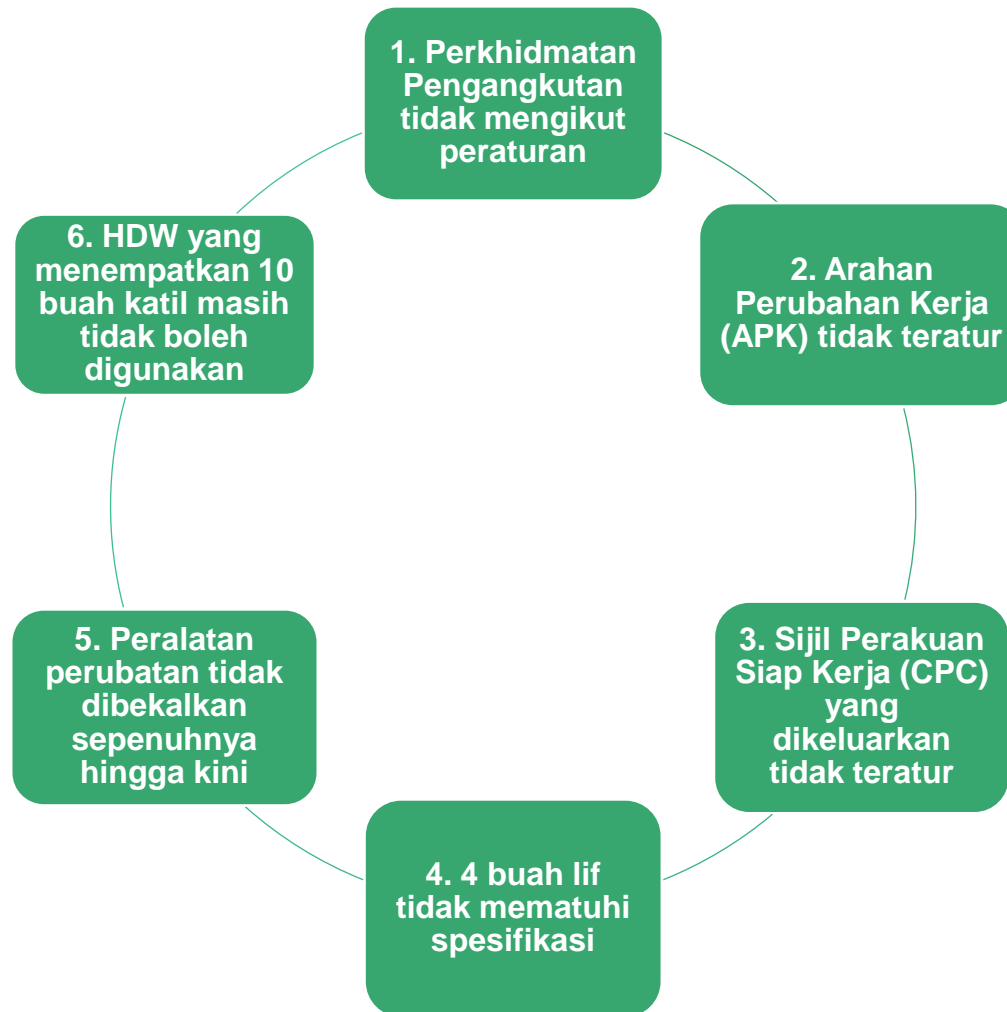 1. Perkhidmatan
Pengangkutan
tidak mengikut
peraturan
2. Arahan
Perubahan Kerja
(APK) tidak teratur
3. Sijil Perakuan
Siap Kerja (CPC)
yang
dikeluarkan
tidak teratur
4. 4 buah lif
tidak mematuhi
spesifikasi
5. Peralatan
perubatan tidak
dibekalkan
sepenuhnya
hingga kini
6. HDW yang
menempatkan 10
buah katil masih
tidak boleh
digunakan